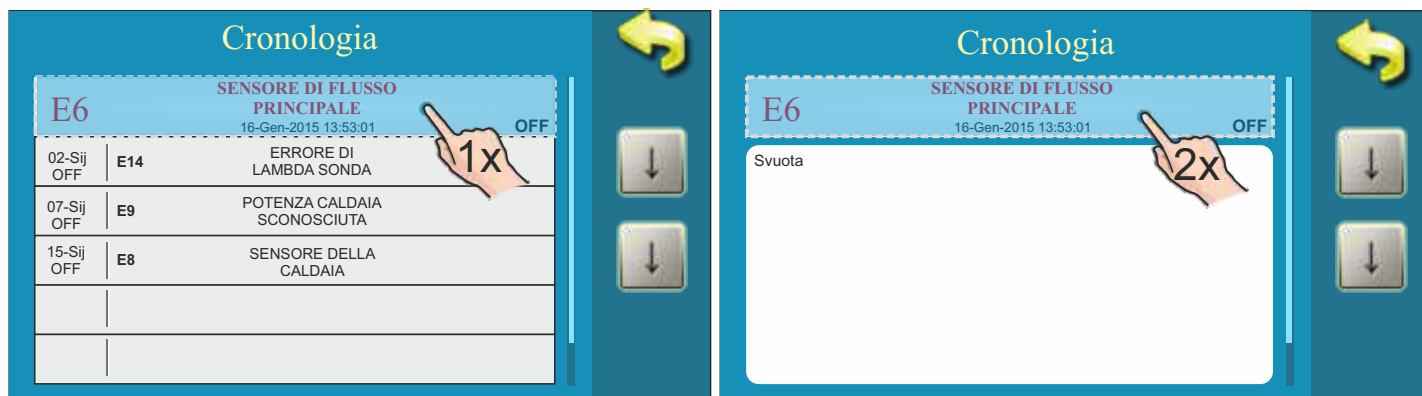 Cronologia
E6
SENSORE DI FLUSSO
PRINCIPALE
16-Gen-2015 13:53:01
OFF
1x
02-Sij
OFF
E14
ERRORE DI
LAMBDA SONDA
07-Sij
OFF
E9
POTENZA CALDAIA
SCONOSCIUTA
15-Sij
OFF
E8
SENSORE DELLA
CALDAIA
Cronologia
E6
SENSORE DI FLUSSO
PRINCIPALE
16-Gen-2015 13:53:01
OFF
2x
Svuota